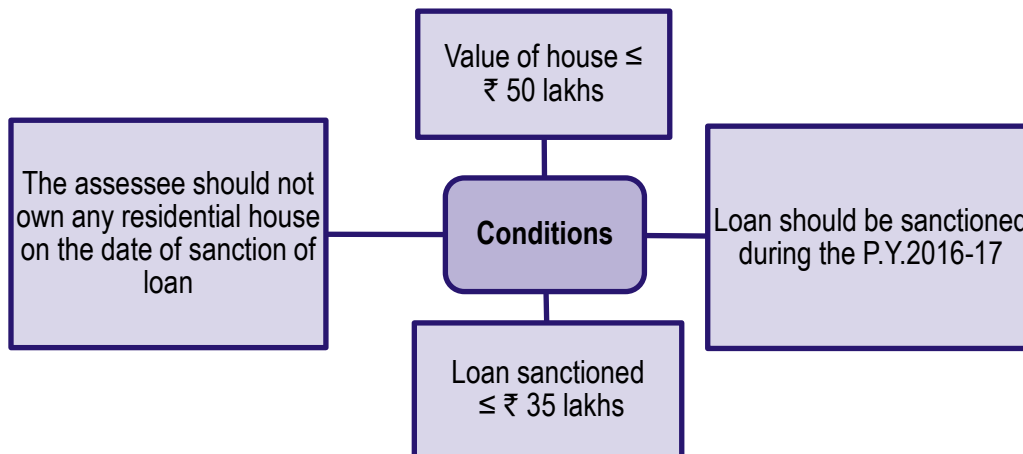 Value of house ≤
₹ 50 lakhs
The assessee should not
own any residential house
on the date of sanction of
loan
Conditions
Loan should be sanctioned
during the P.Y.2016-17
Loan sanctioned
≤ ₹ 35 lakhs